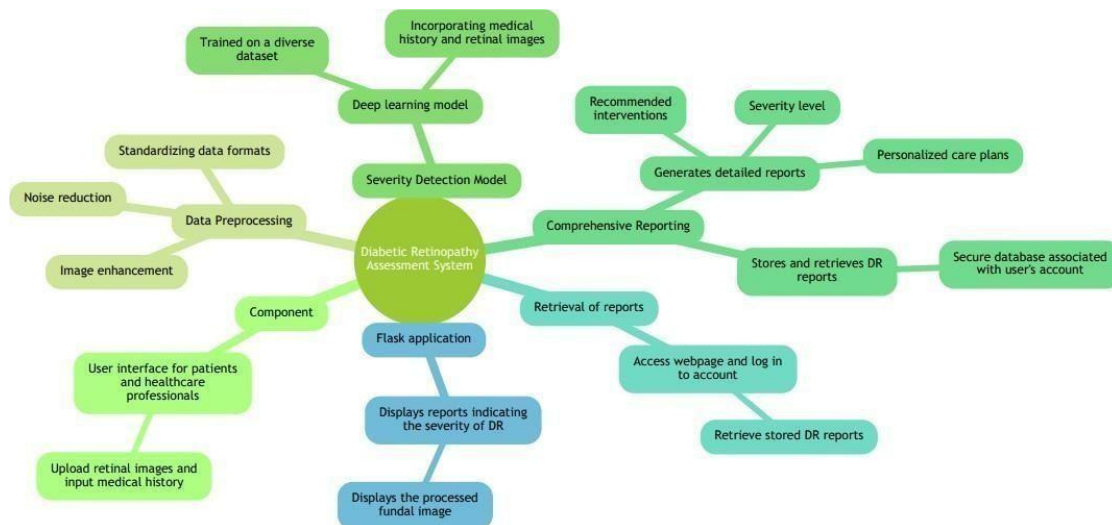 Incorporating medical
history and retinal images
Trained on a diverse
dataset
Deep learning model
Severity Detection Model
Standardizing data formats
Noise reduction
Data Preprocessing
Image enhancement
Diabetic Retinopathy
Assessment System
Recommended
interventions
Severity level
Personalized care plans
Generates detailed reports
Comprehensive Reporting
Stores and retrieves DR
reports
Secure database associated
with user's account
Component
User interface for patients
and healthcare
professionals
Upload retinal images and
input medical history
Flask application
Displays reports indicating
the severity of DR
Displays the processed
fundal image
Retrieval of reports
Access webpage and log in
to account
Retrieve stored DR reports